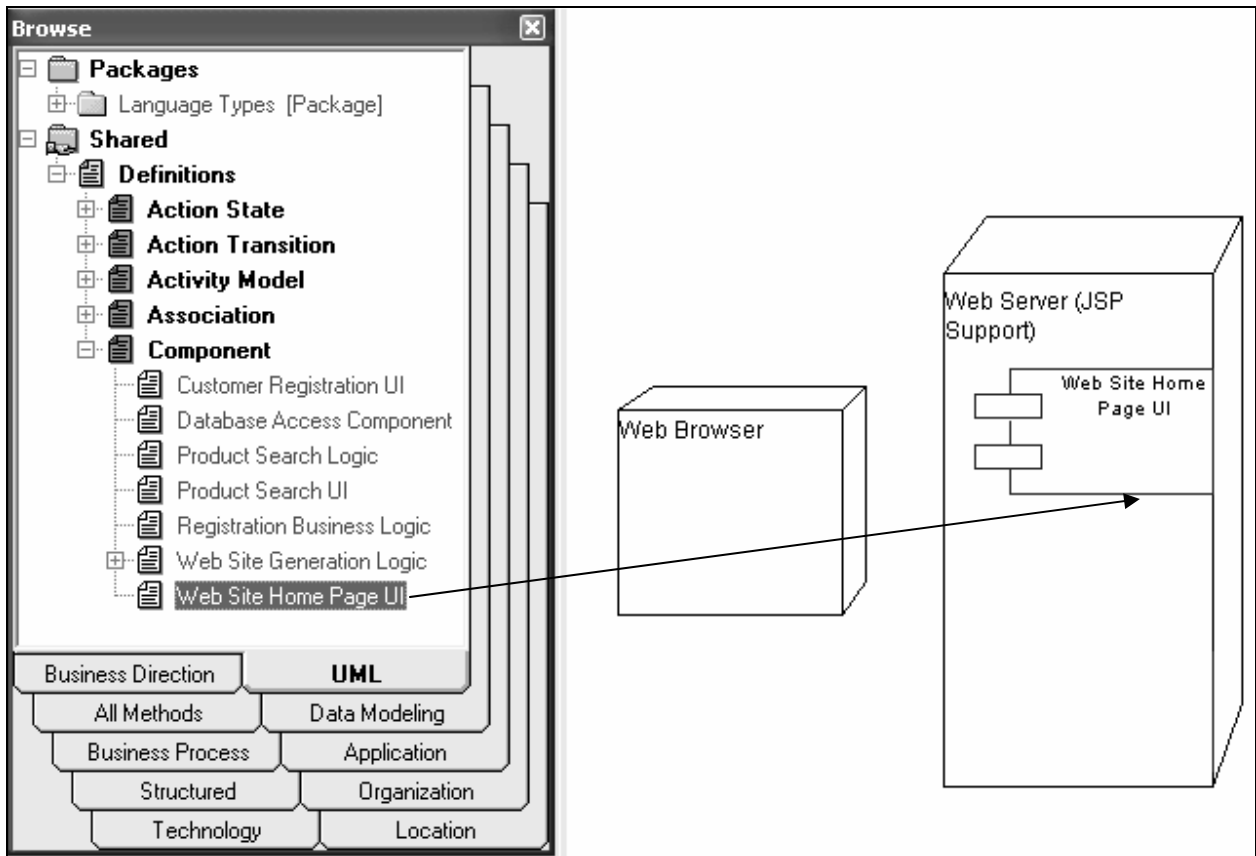 Browse
Packages
Language Types [Package]
Shared
Definitions
Action State
Action Transition
Activity Model
Association
Component
Customer Registration UI
Database Access Component
Product Search Logic
Product Search UI
Registration Business Logic
Web Site Generation Logic
Web Site Home Page UI
Business Direction
UML
All Methods
Data Modeling
Business Process
Application
Structured
Organization
Technology
Location
Web Browser
Web Server (JSP
Support)
Web Site Home
Page UI